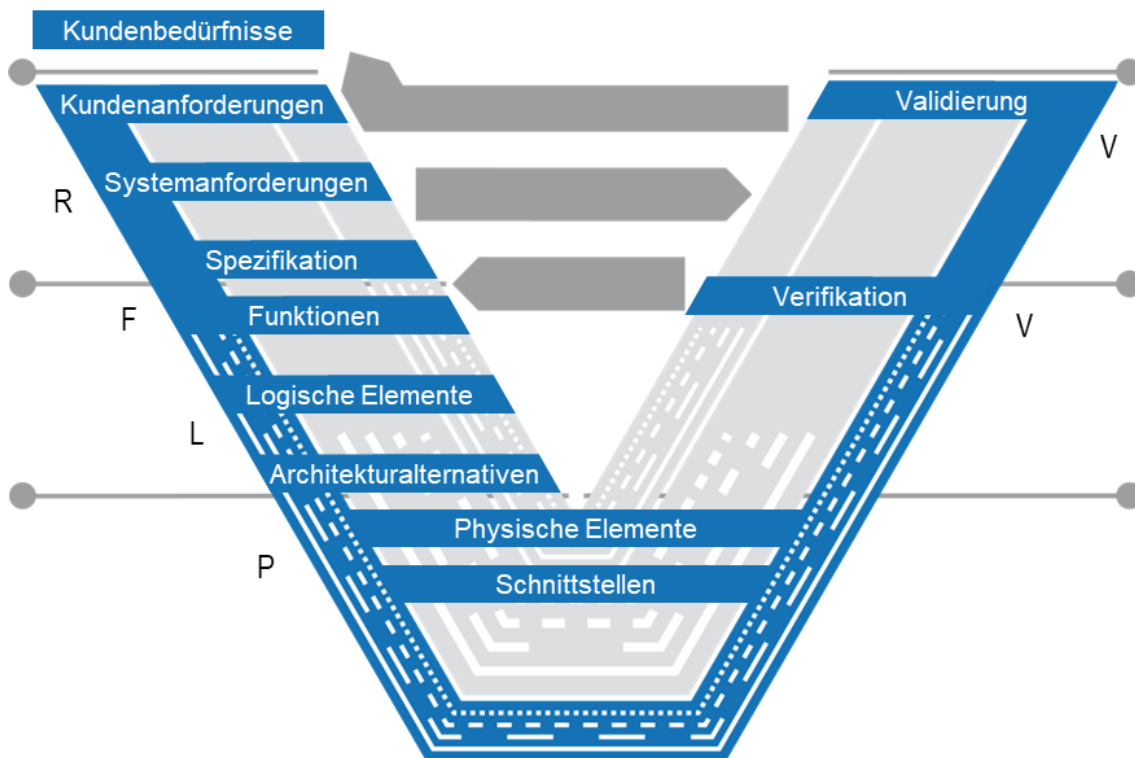 Kundenbedürfnisse
Kundenanforderungen
Validierung
V
Systemanforderungen
R
Spezifikation
Verifikation
Funktionen
F
V
Logische Elemente
L
Architekturalternativen
Physische Elemente
P
Schnittstellen